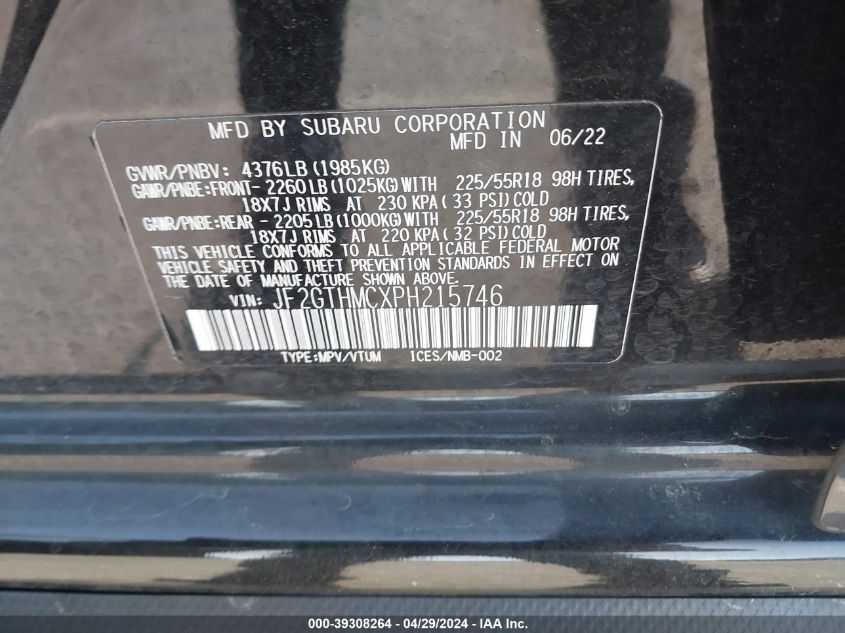 MFD BY SUBARU CORPORATION
MFD IN 06/22
GVWR/PNBV: 4376LB(1985KG)
GAWR/PNBE:FRONT- 2260LB(1025KG)WITH 225/55R18 98H TIRES,
18X7J RIMS AT 230 KPA( 33 PSI)COLD
GAWR/PNBE:REAR - 2205LB(1000KG)WITH 225/55R18 98H TIRES,
18X7J RIMS AT 220 KPA( 32 PSI)COLD
THIS VEHICLE CONFORMS TO ALL APPLICABLE FEDERAL MOTOR
VEHICLE SAFETY AND THEFT PREVENTION STANDARDS IN EFFECT ON
THE DATE OF MANUFACTURE SHOWN ABOVE.
VIN: JF2GTHMCXPH215746
TYPE:MPV/VTUM ICES/NMB-002
000-39308264 - 04/29/2024 - IAA Inc.